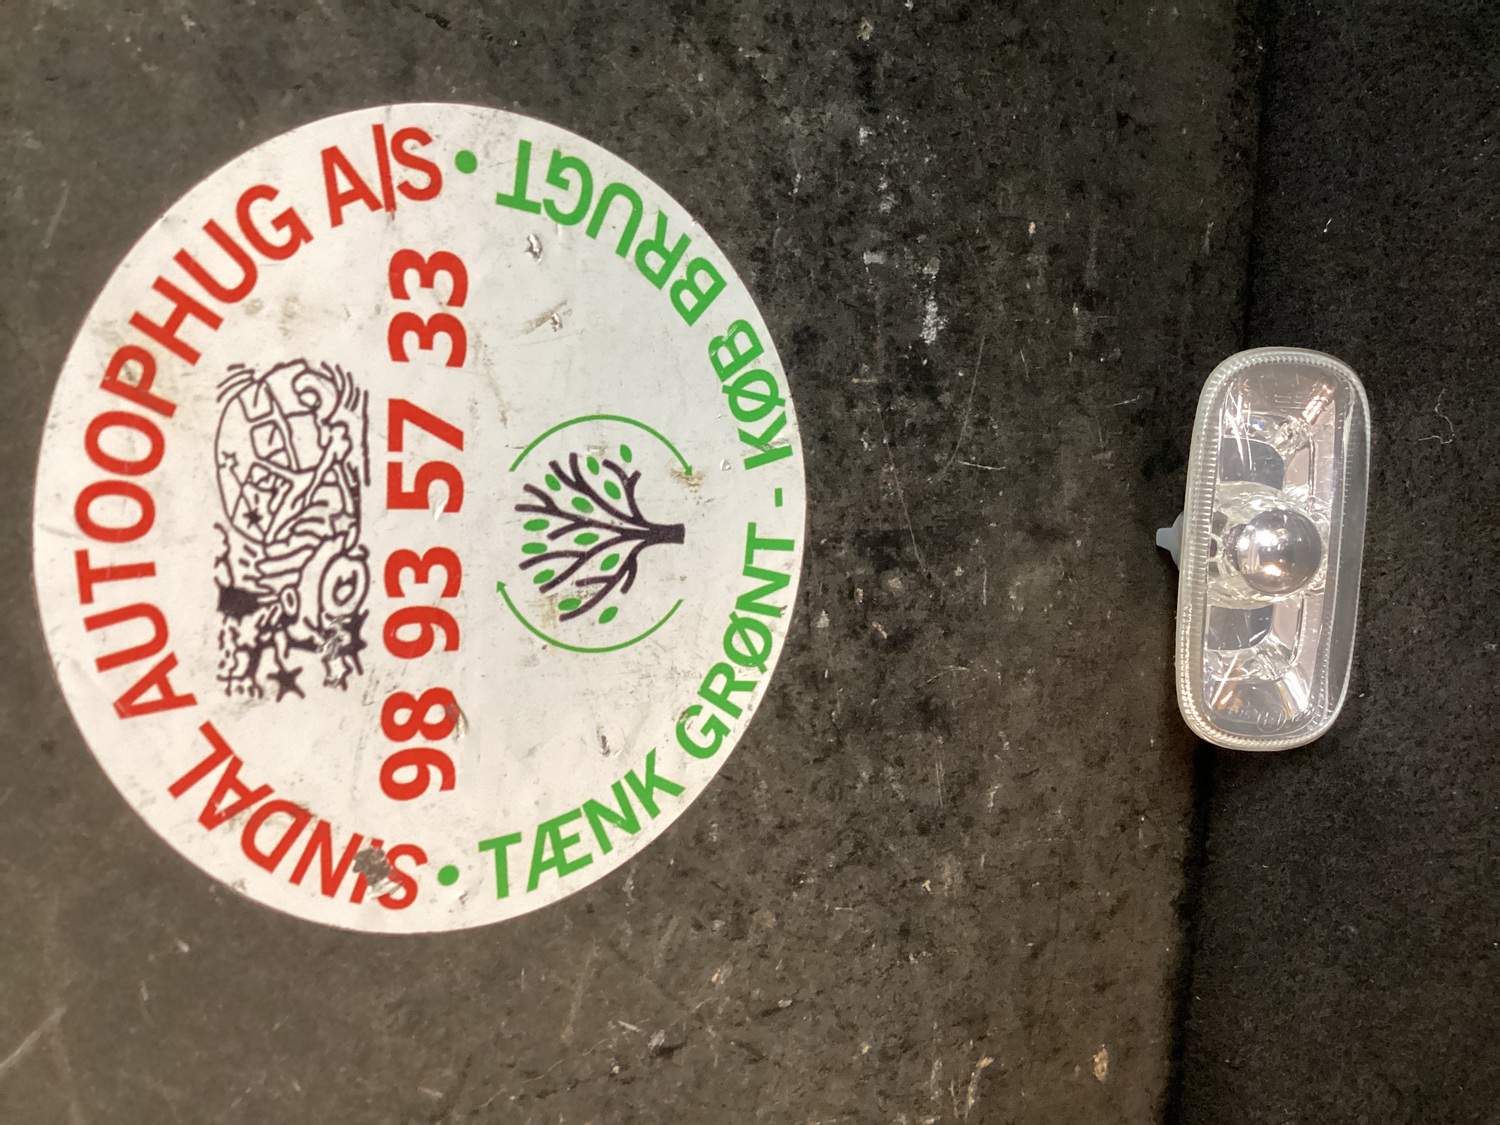 SINDAL AUTOOPHUG A/S
98 93 57 33
• TÆNK GRØNT - KØB BRUGT •